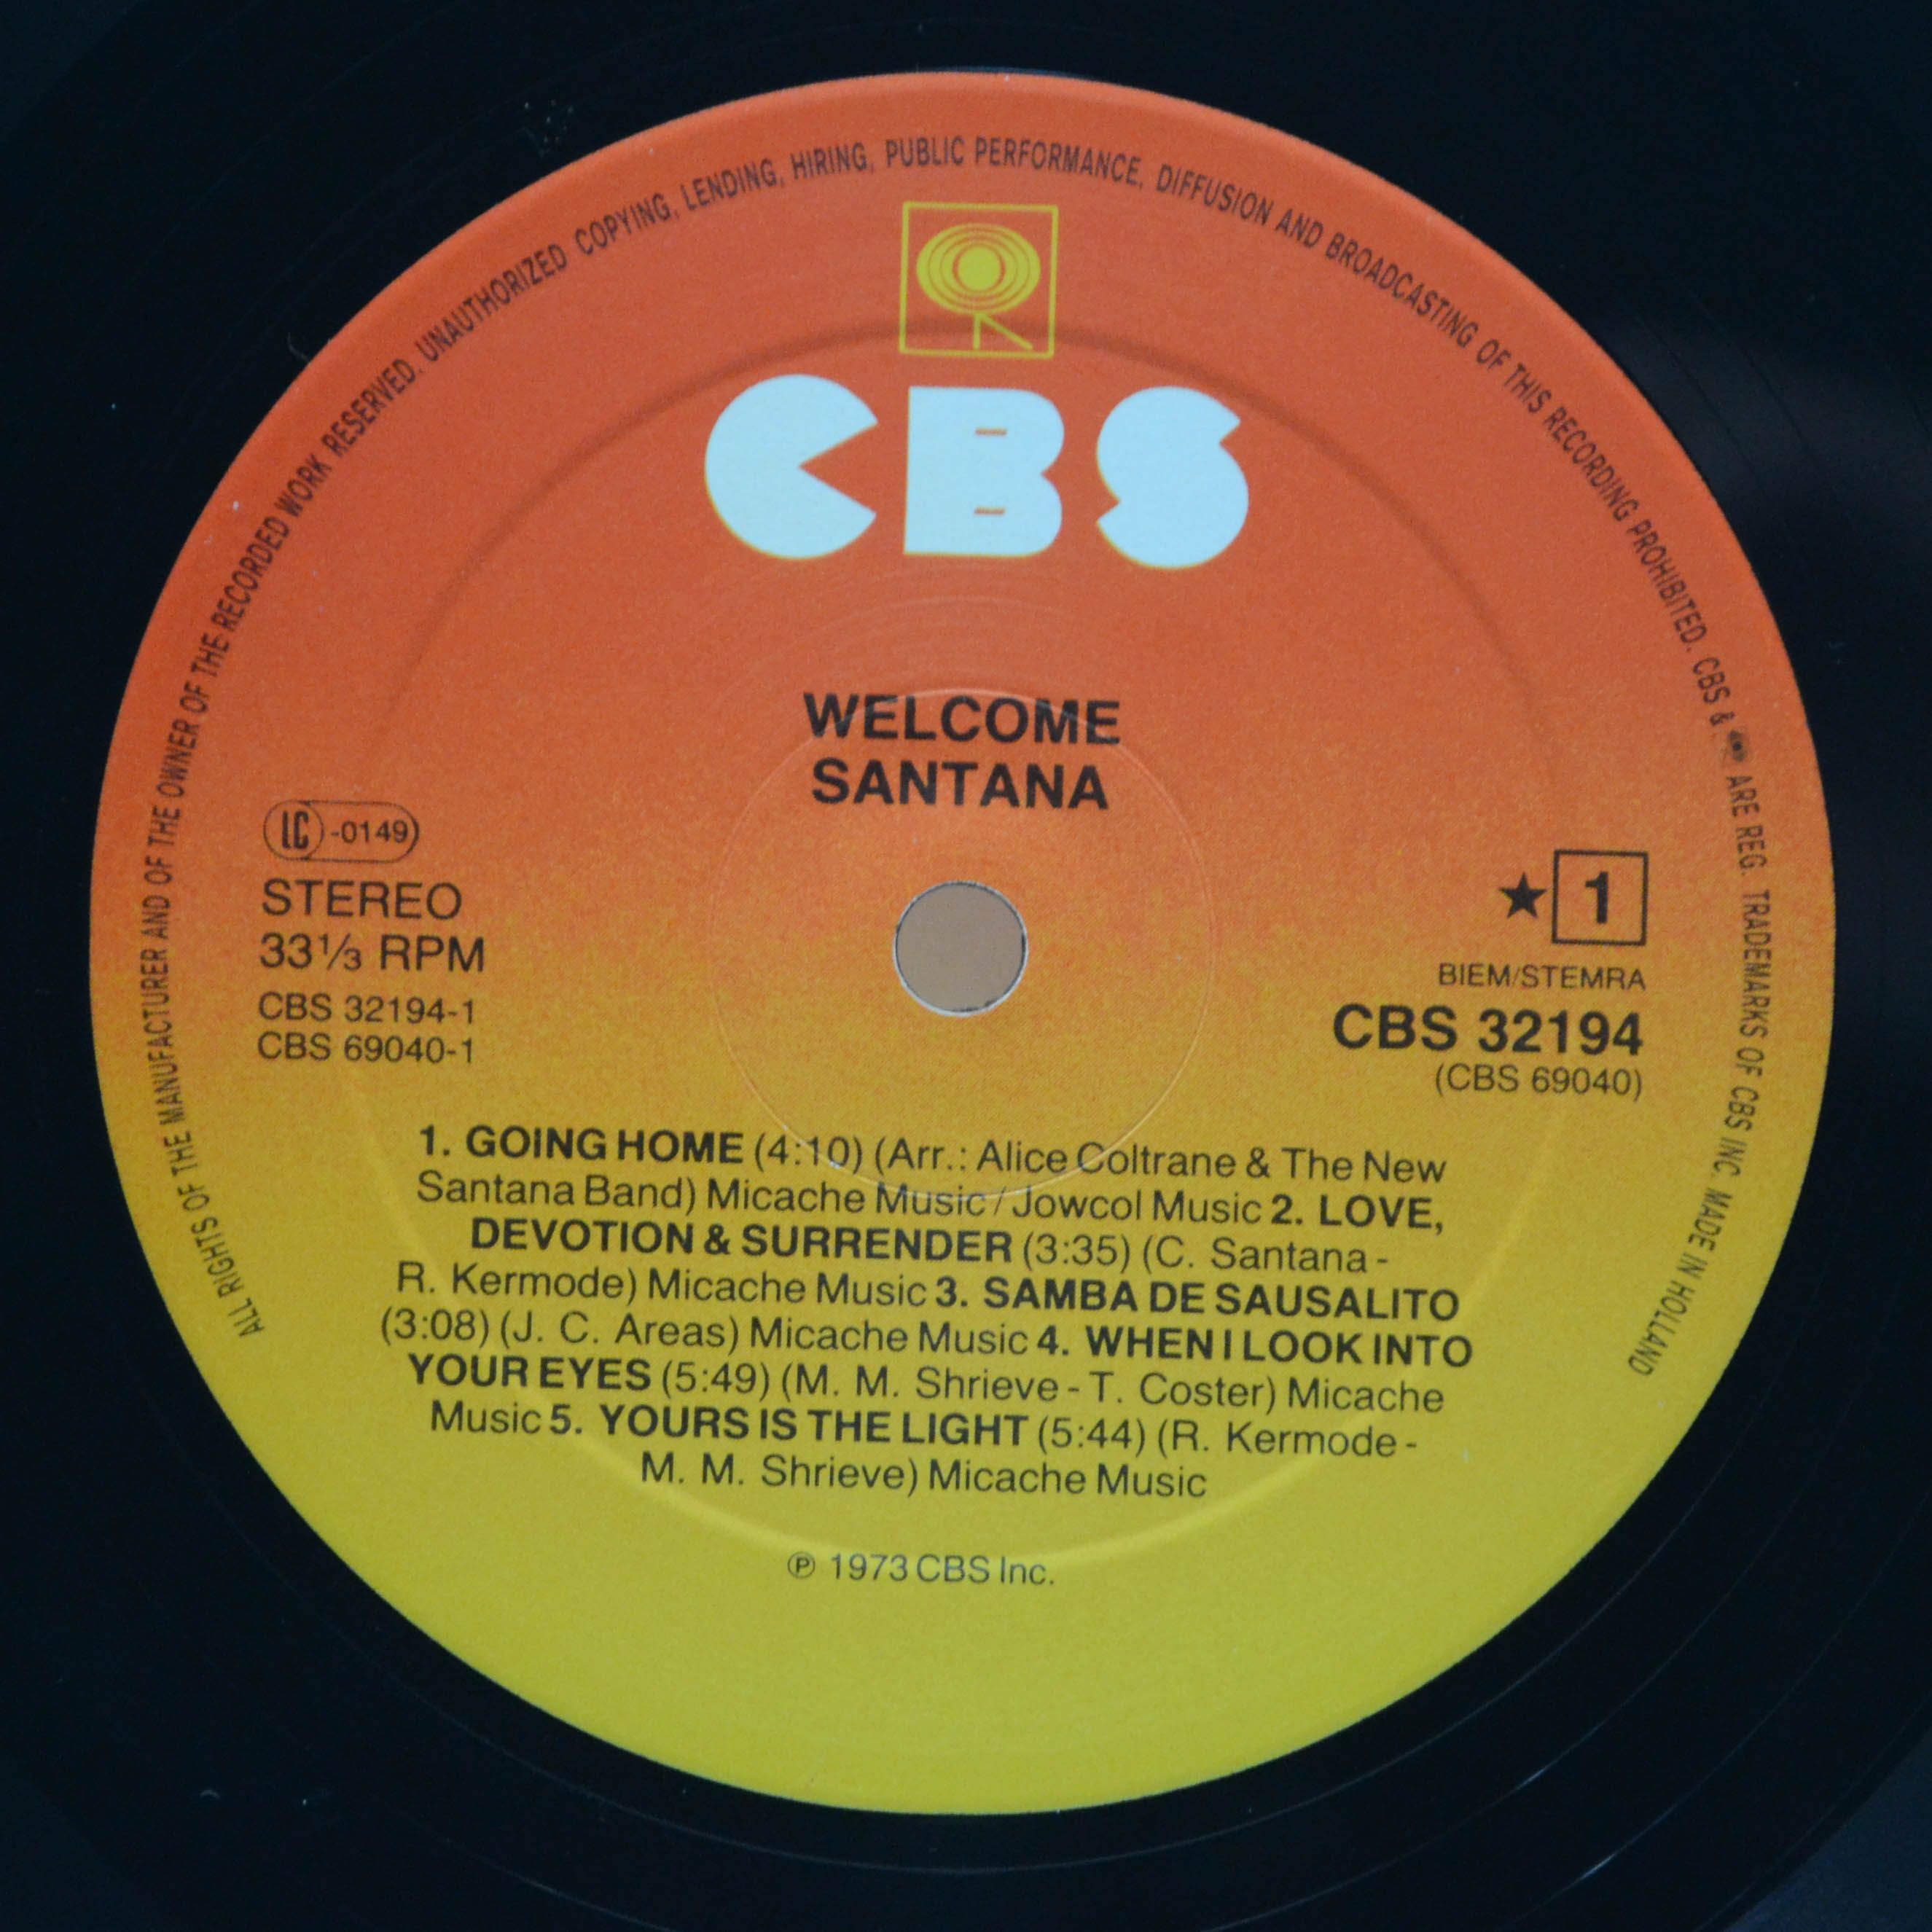 ALL RIGHTS OF THE MANUFACTURER AND OF THE OWNER OF THE RECORDED WORK RESERVED. UNAUTHORIZED COPYING, LENDING, HIRING, PUBLIC PERFORMANCE, DIFFUSION AND BROADCASTING OF THIS RECORDING PROHIBITED. CBS & ARE REG. TRADEMARKS OF CBS INC. MADE IN HOLLAND
CBS
WELCOME
SANTANA
LC -0149
STEREO
33⅓ RPM
CBS 32194-1
CBS 69040-1
★ 1
BIEM/STEMRA
CBS 32194
(CBS 69040)
1. GOING HOME (4:10) (Arr.: Alice Coltrane & The New
Santana Band) Micache Music / Jowcol Music 2. LOVE,
DEVOTION & SURRENDER (3:35) (C. Santana -
R. Kermode) Micache Music 3. SAMBA DE SAUSALITO
(3:08) (J. C. Areas) Micache Music 4. WHEN I LOOK INTO
YOUR EYES (5:49) (M. M. Shrieve - T. Coster) Micache
Music 5. YOURS IS THE LIGHT (5:44) (R. Kermode -
M. M. Shrieve) Micache Music
℗ 1973 CBS Inc.